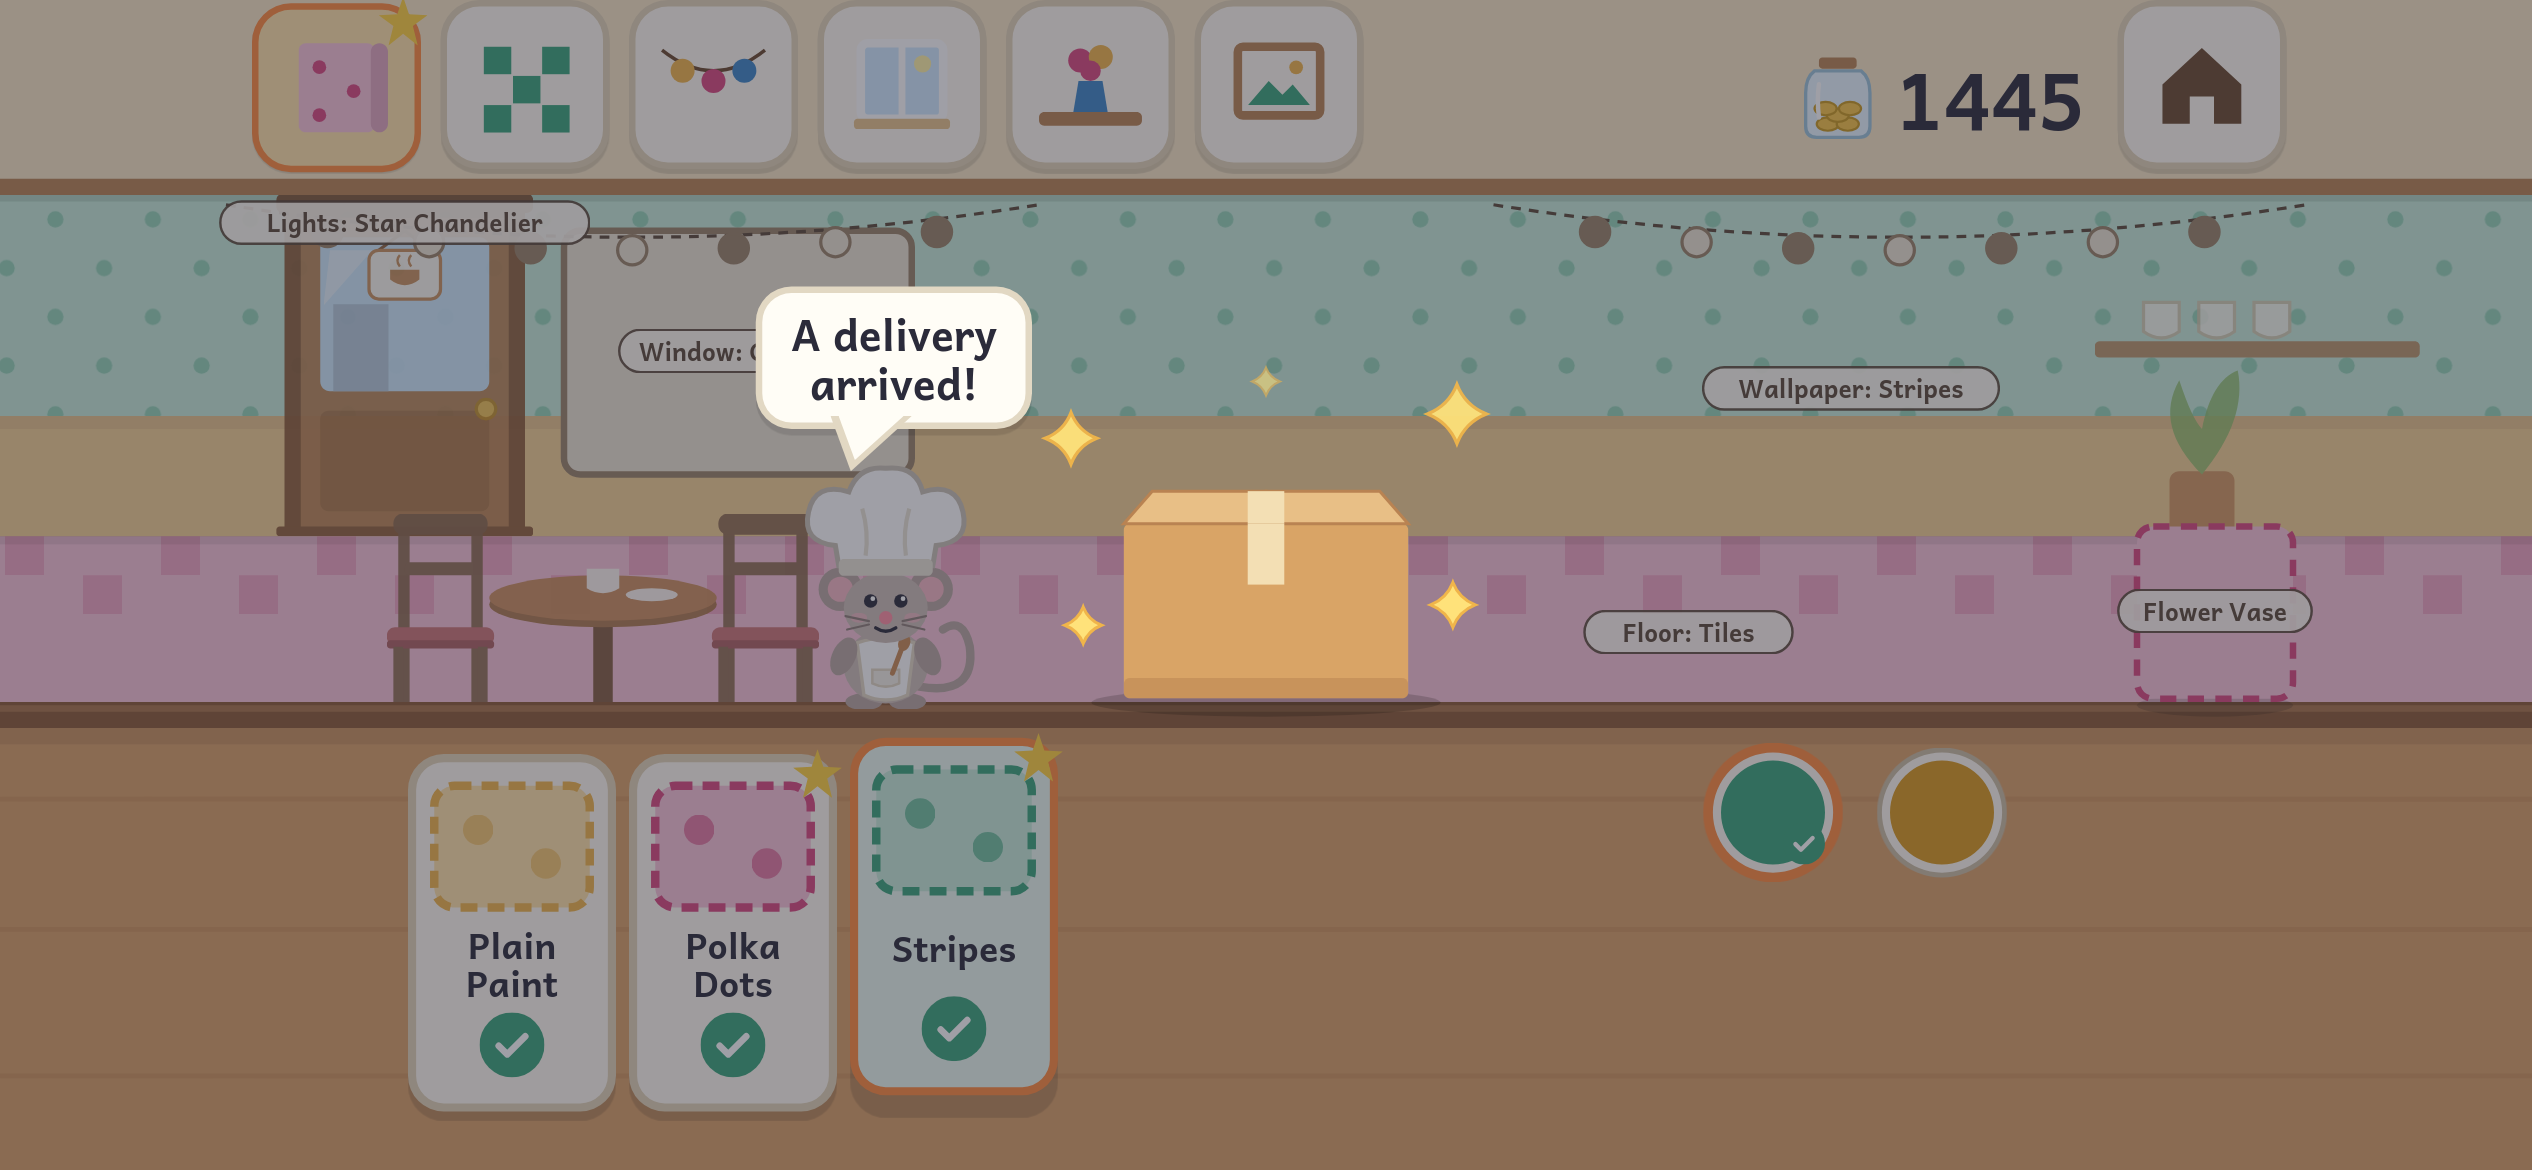 1445
Lights: Star Chandelier
A delivery
arrived!
Window:
Wallpaper: Stripes
Floor: Tiles
Flower Vase
Plain
Paint
Polka
Dots
Stripes